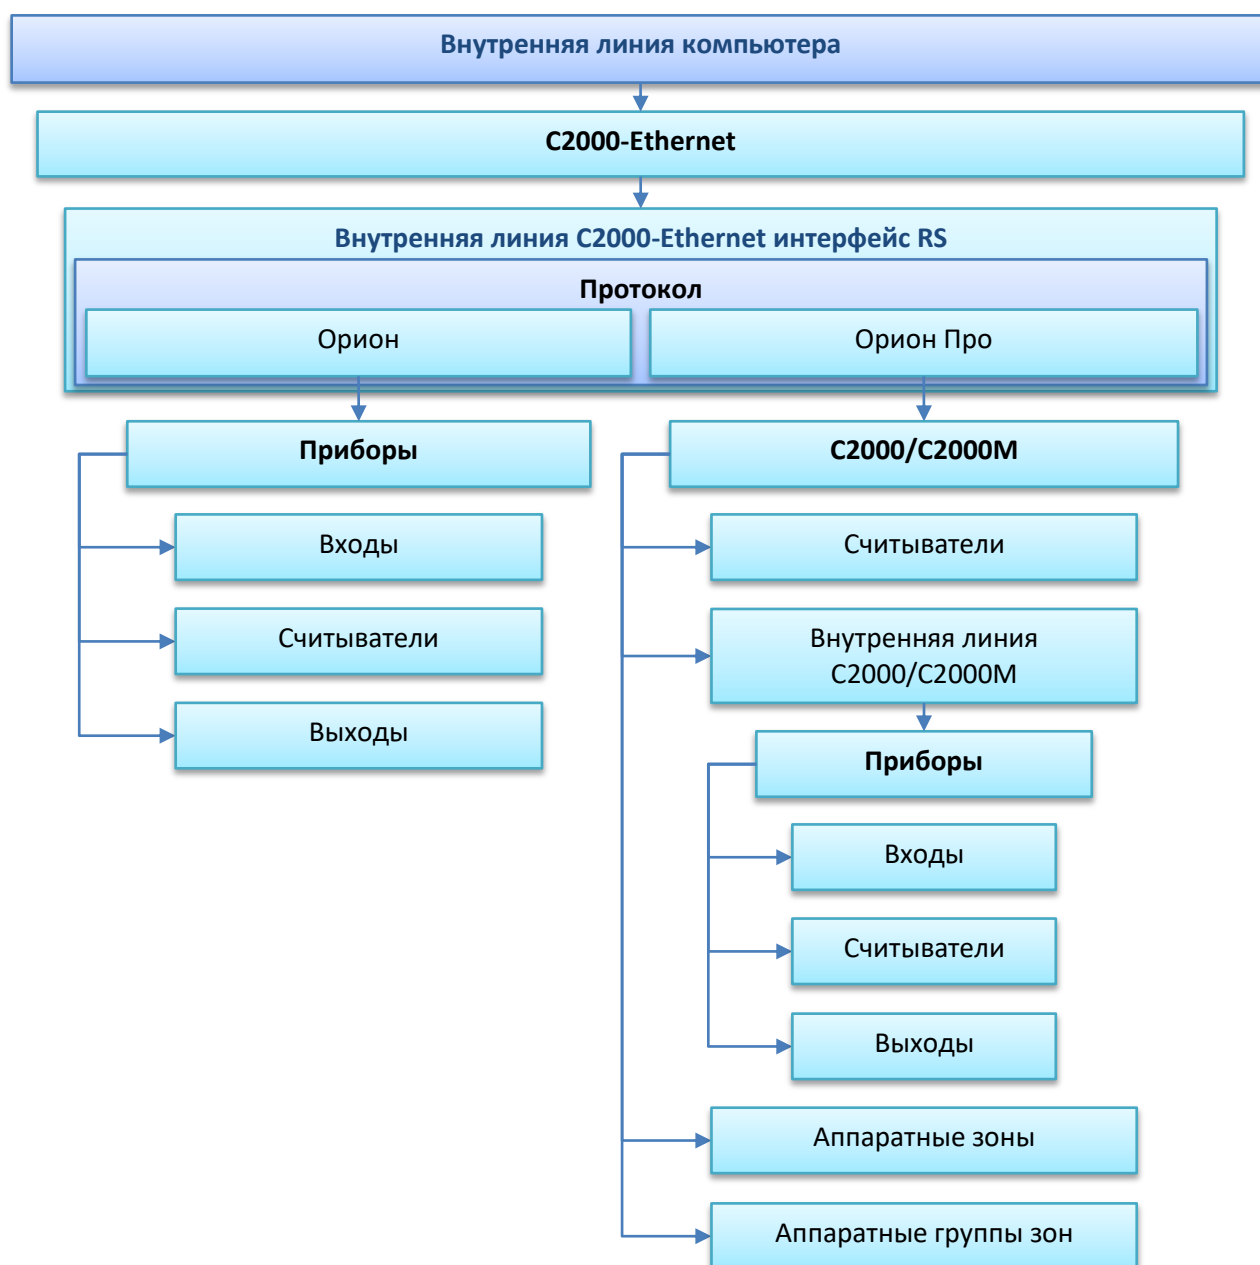 Внутренняя линия компьютера
С2000-Ethernet
Внутренняя линия С2000-Ethernet интерфейс RS
Протокол
Орион
Орион Про
Приборы
Входы
Считыватели
Выходы
С2000/С2000М
Считыватели
Внутренняя линия
С2000/С2000М
Приборы
Входы
Считыватели
Выходы
Аппаратные зоны
Аппаратные группы зон